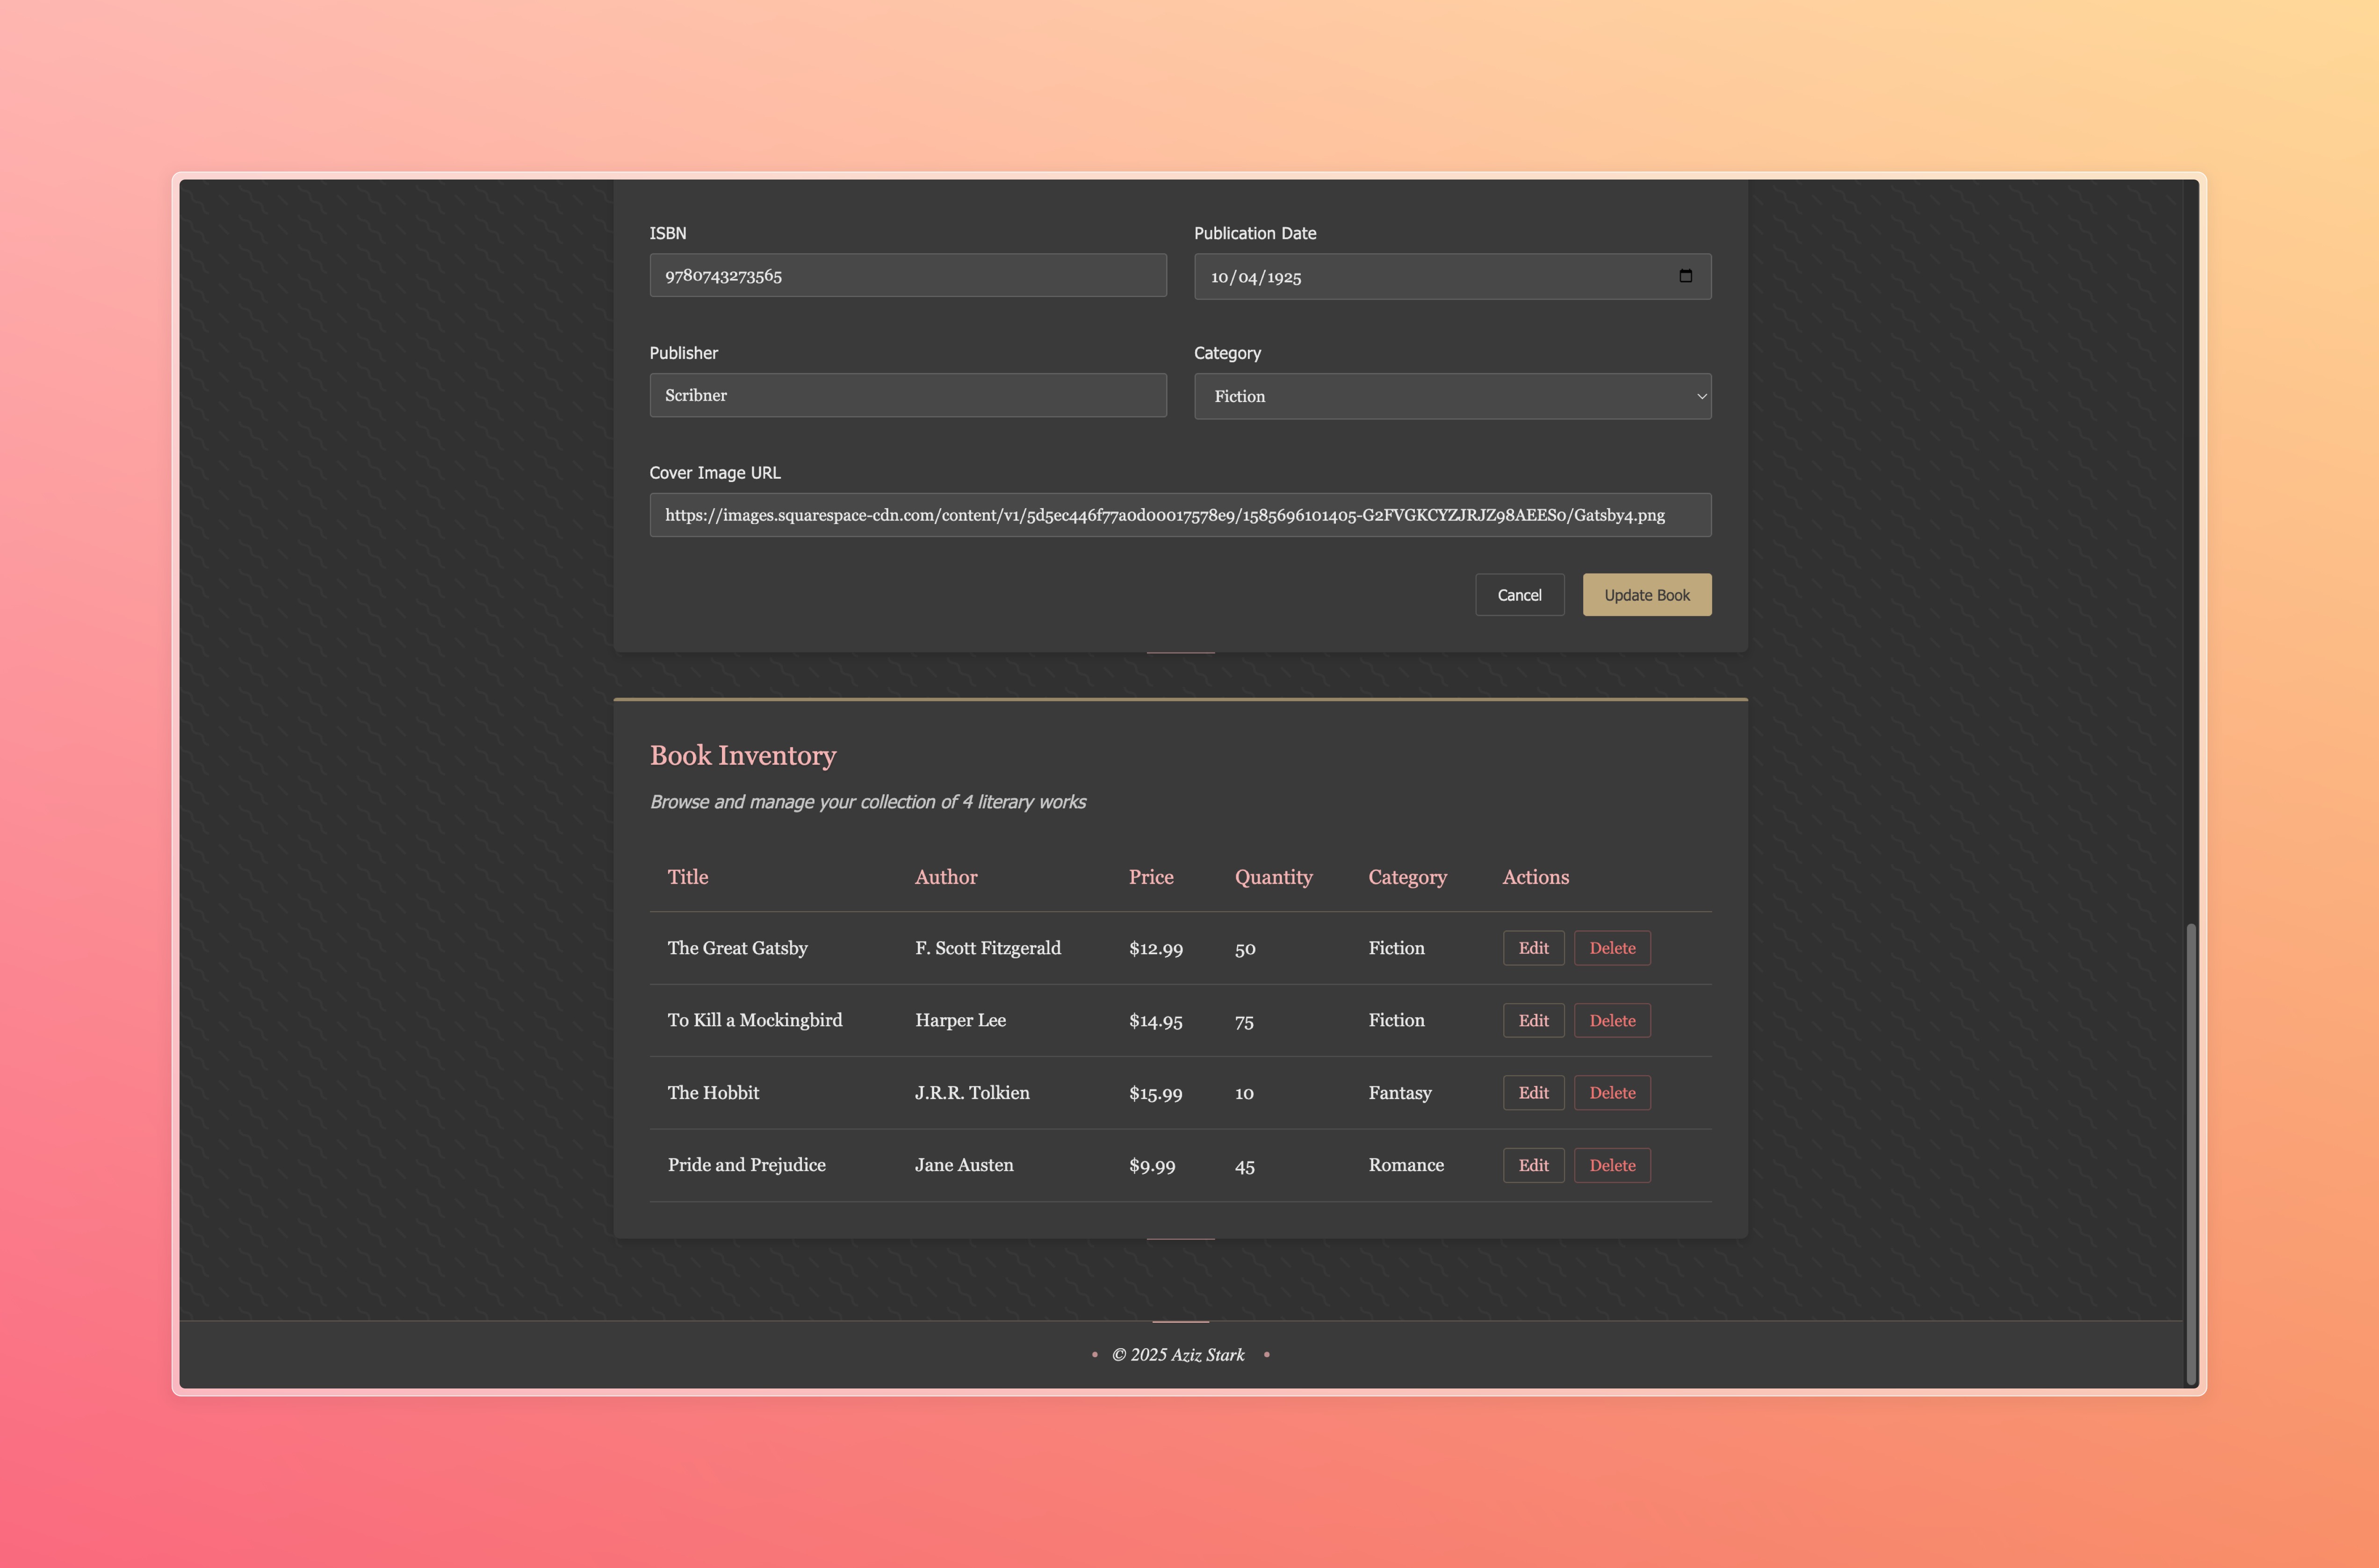 ISBN
Publication Date
9780743273565
10/04/1925
Publisher
Category
Scribner
Fiction
Cover Image URL
https://images.squarespace-cdn.com/content/v1/5d5ec446f77a0d00017578e9/1585696101405-G2FVGKCYZJRJZ98AEES0/Gatsby4.png
Cancel
Update Book
Book Inventory
Browse and manage your collection of 4 literary works
Title Author Price Quantity Category Actions
The Great Gatsby F. Scott Fitzgerald $12.99 50 Fiction Edit Delete
To Kill a Mockingbird Harper Lee $14.95 75 Fiction Edit Delete
The Hobbit J.R.R. Tolkien $15.99 10 Fantasy Edit Delete
Pride and Prejudice Jane Austen $9.99 45 Romance Edit Delete
• © 2025 Aziz Stark •